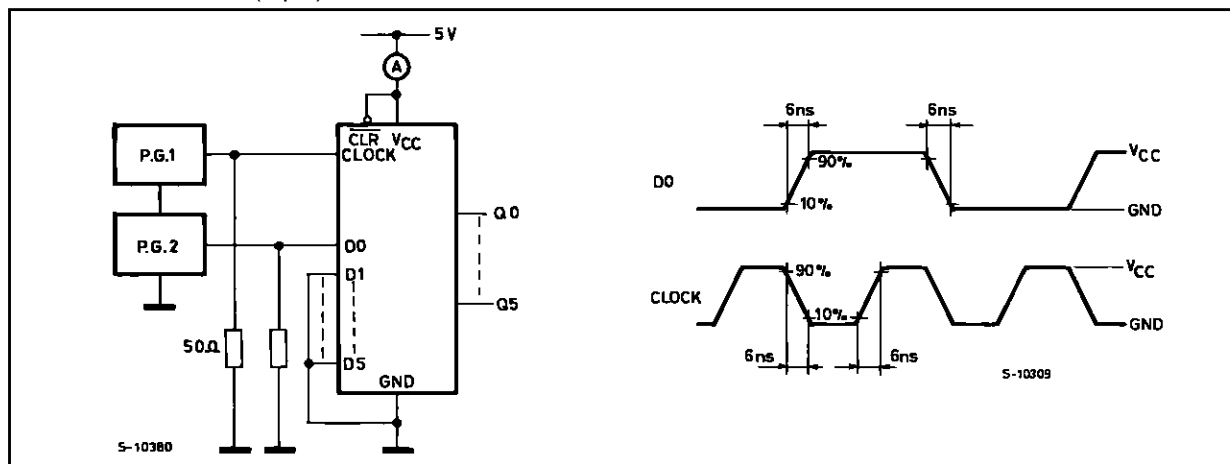 5 V
A
CLR VCC
P.G.1
CLOCK
Q0
P.G.2
D0
D1
Q5
50Ω
D5
GND
S-10380
6ns
6ns
VCC
90%
D0
10%
GND
90%
VCC
CLOCK
10%
GND
6ns
6ns
S-10309